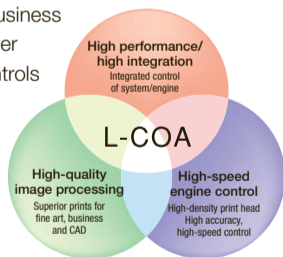 usiness
er
ntrols
High performance/
high integration
Integrated control
of system/engine
L-COA
High-quality
image processing
Superior prints for
fine art, business
and CAD
High-speed
engine control
High-density print head
High accuracy,
high-speed control